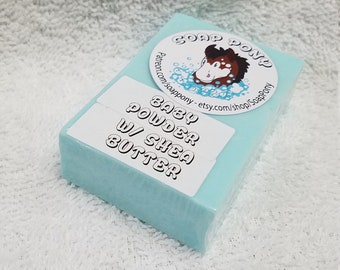 SOAP PONY
Patreon.com/soappony - etsy.com/shop/SoapPony
BABY
POWDER
W/ SHEA
BUTTER